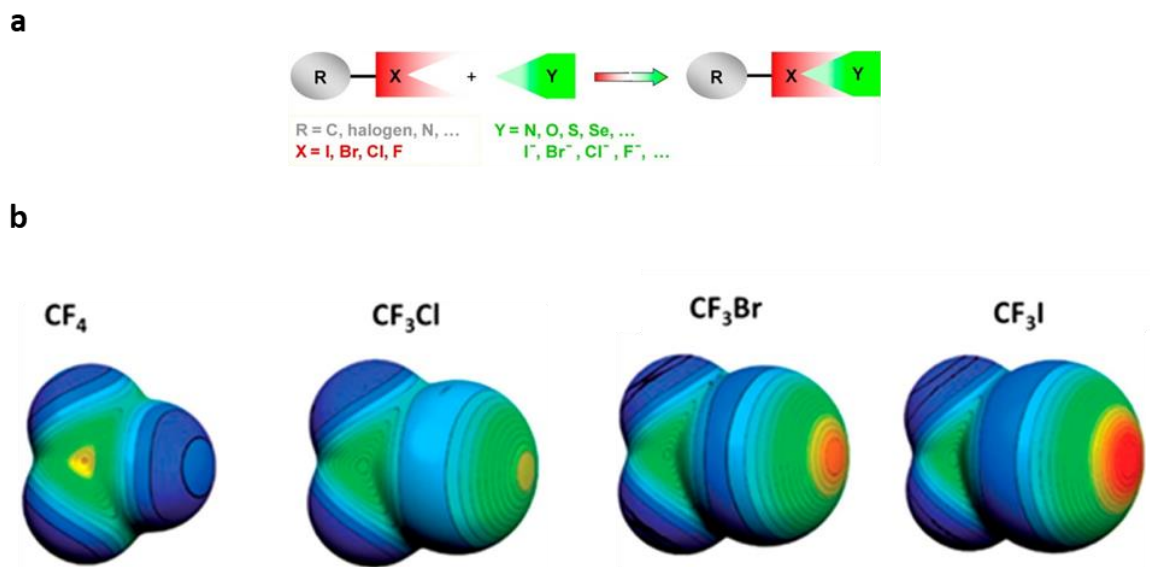 a
R X + Y R X Y
R = C, halogen, N, ... Y = N, O, S, Se, ...
X = I, Br, Cl, F I⁻, Br⁻, Cl⁻, F⁻, ...
b
CF₄ CF₃Cl CF₃Br CF₃I